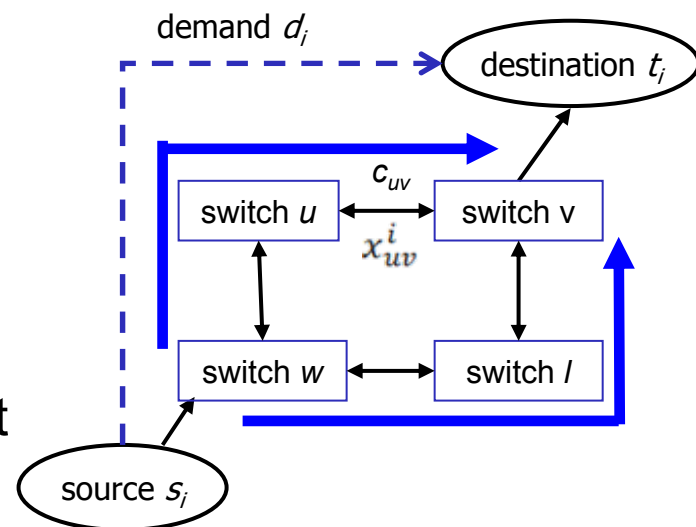 demand d_i
destination t_i
c_uv
switch u
switch v
x^i_uv
switch w
switch l
t
source s_i